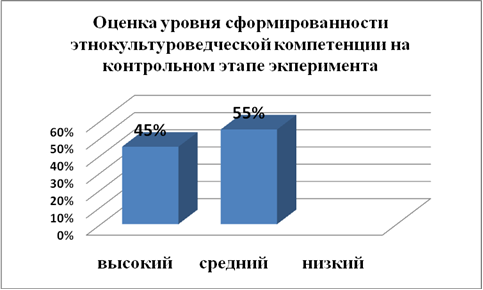 Оценка уровня сформированности
этнокультуроведческой компетенции на
контрольном этапе экперимента
45%
55%
60%
50%
40%
30%
20%
10%
0%
высокий средний низкий